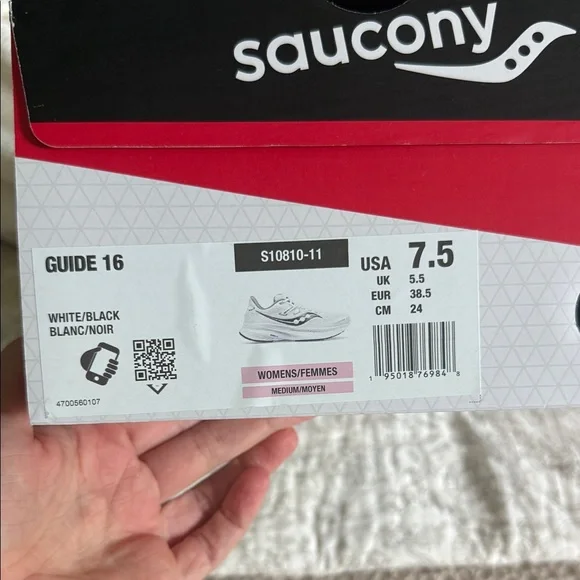 saucony
GUIDE 16
S10810-11
WHITE/BLACK
BLANC/NOIR
4700560107
WOMENS/FEMMES
MEDIUM/MOYEN
USA 7.5
UK 5.5
EUR 38.5
CM 24
1 95018 76984 8